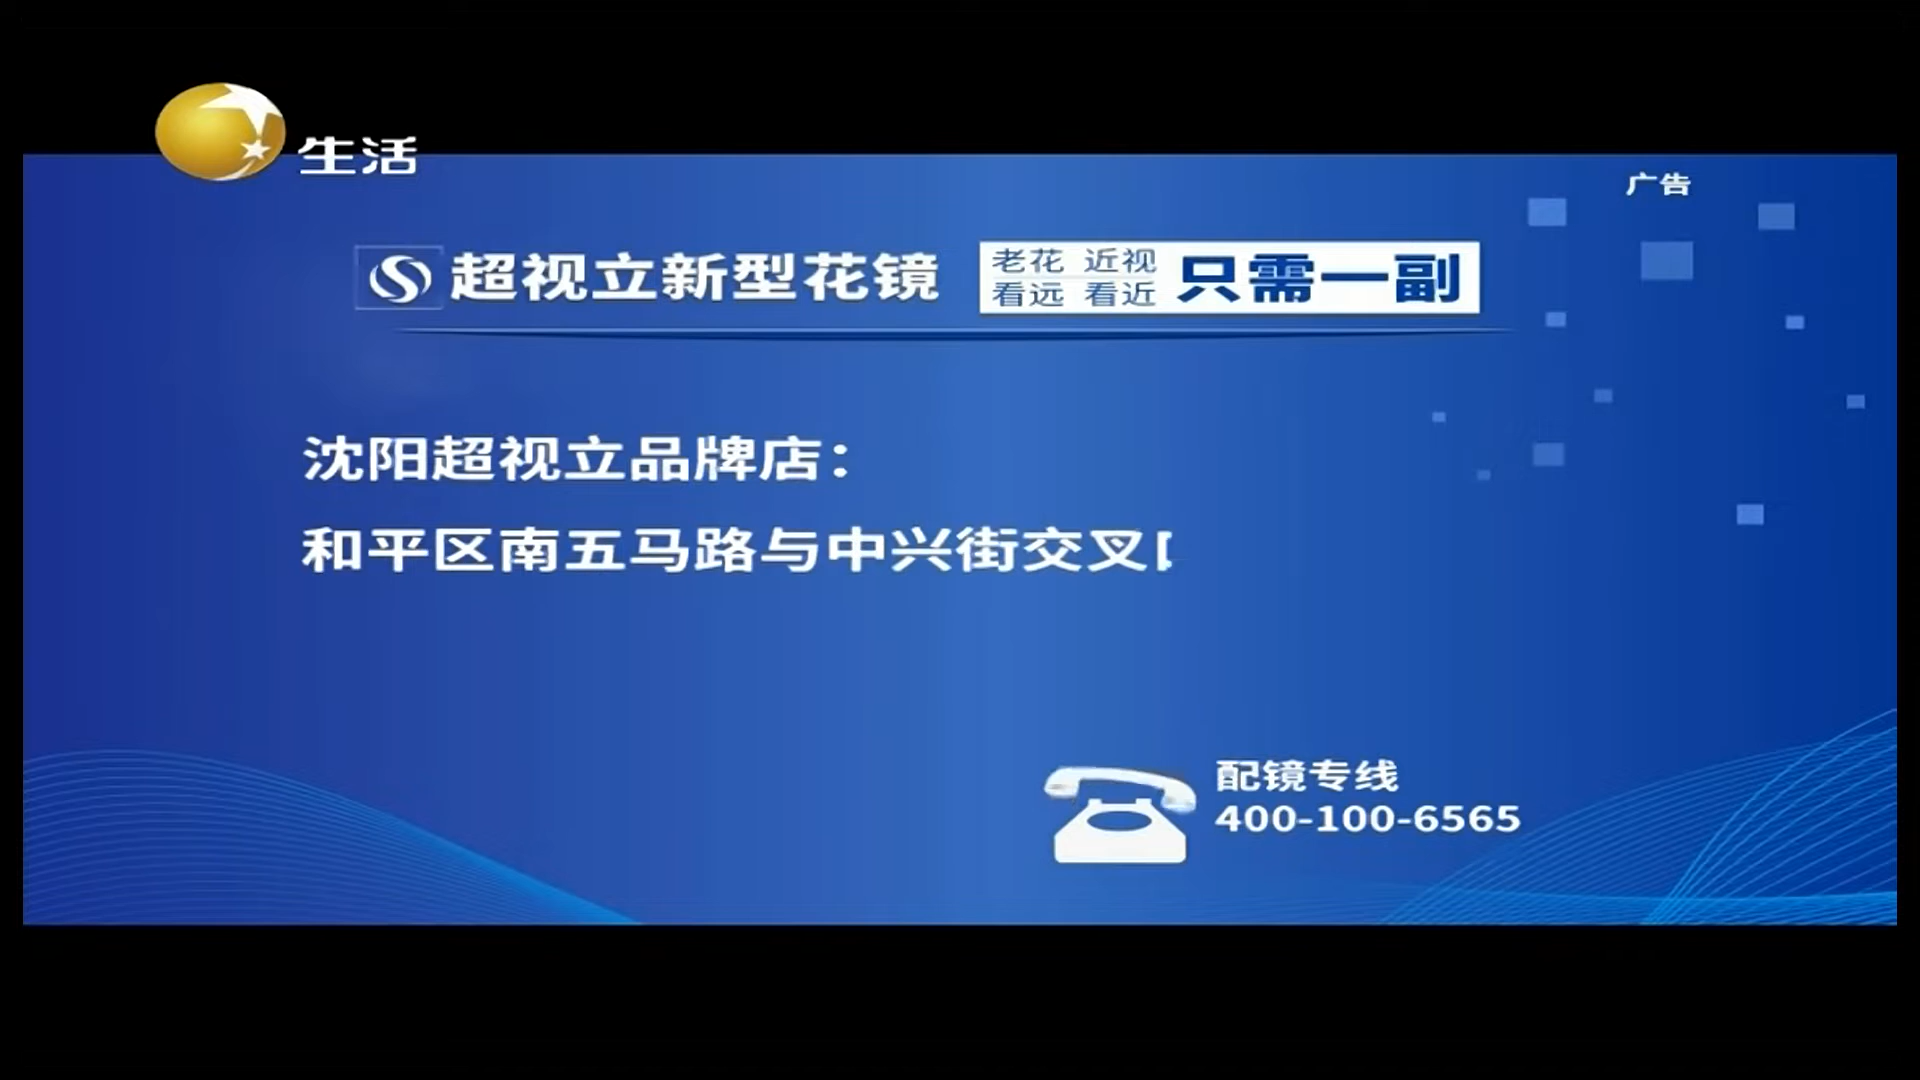 生活
广告
超视立新型花镜
老花 近视
看远 看近
只需一副
沈阳超视立品牌店：
和平区南五马路与中兴街交叉
配镜专线
400-100-6565